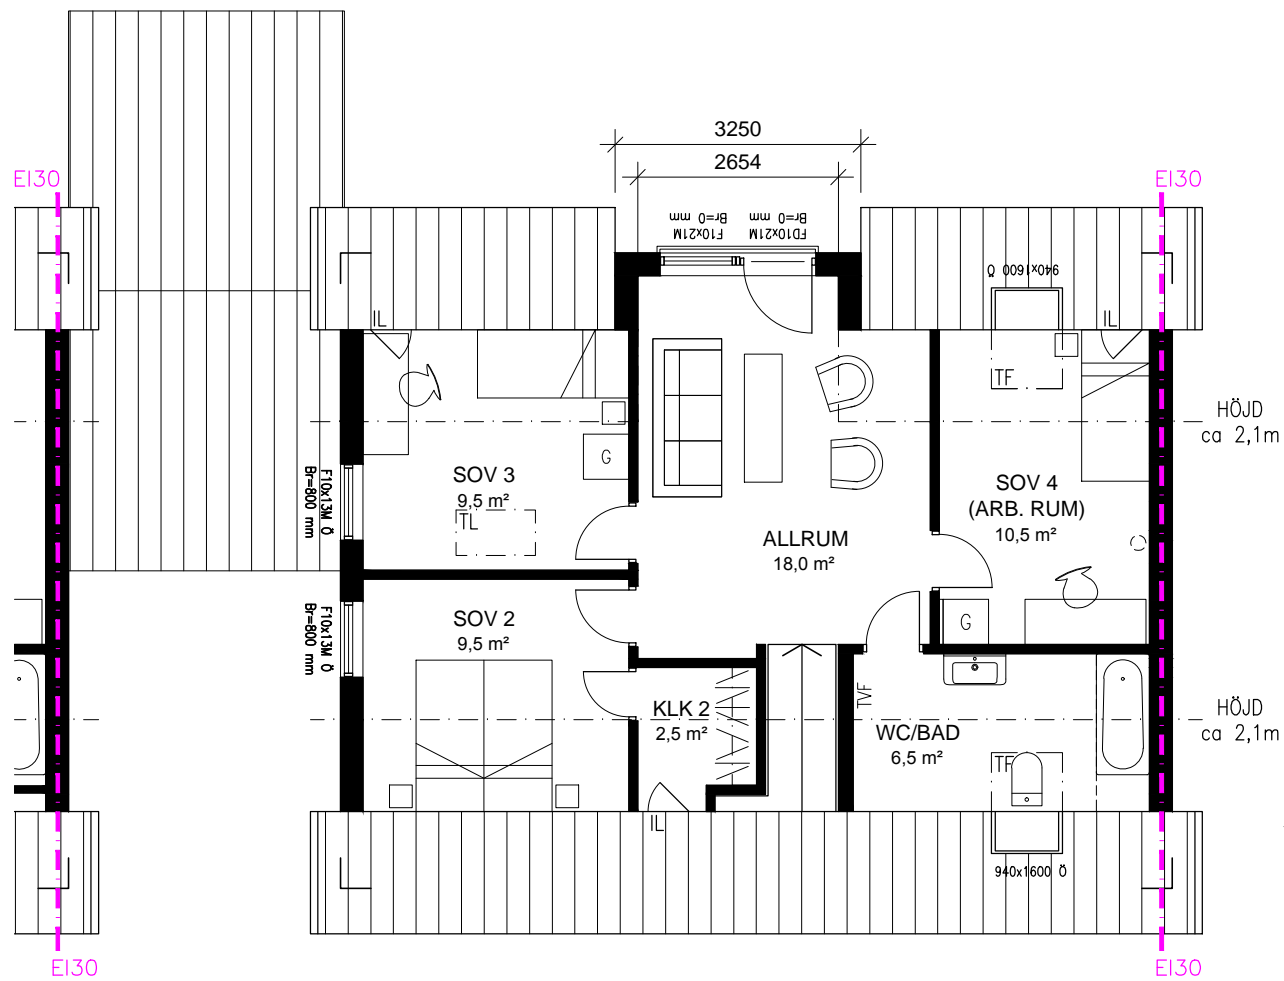 3250
2654
EI30
EI30
F10x21M
Br=0 mm
FD10x21M
Br=0 mm
940x1600 Ö
IL
IL
TF
HÖJD
ca 2,1m
G
SOV 3
9,5 m²
TL
F10x13M Ö
Br=800 mm
SOV 4
(ARB. RUM)
10,5 m²
ALLRUM
18,0 m²
SOV 2
9,5 m²
F10x13M Ö
Br=800 mm
G
TVF
KLK 2
2,5 m²
WC/BAD
6,5 m²
HÖJD
ca 2,1m
TF
IL
940x1600 Ö
EI30
EI30